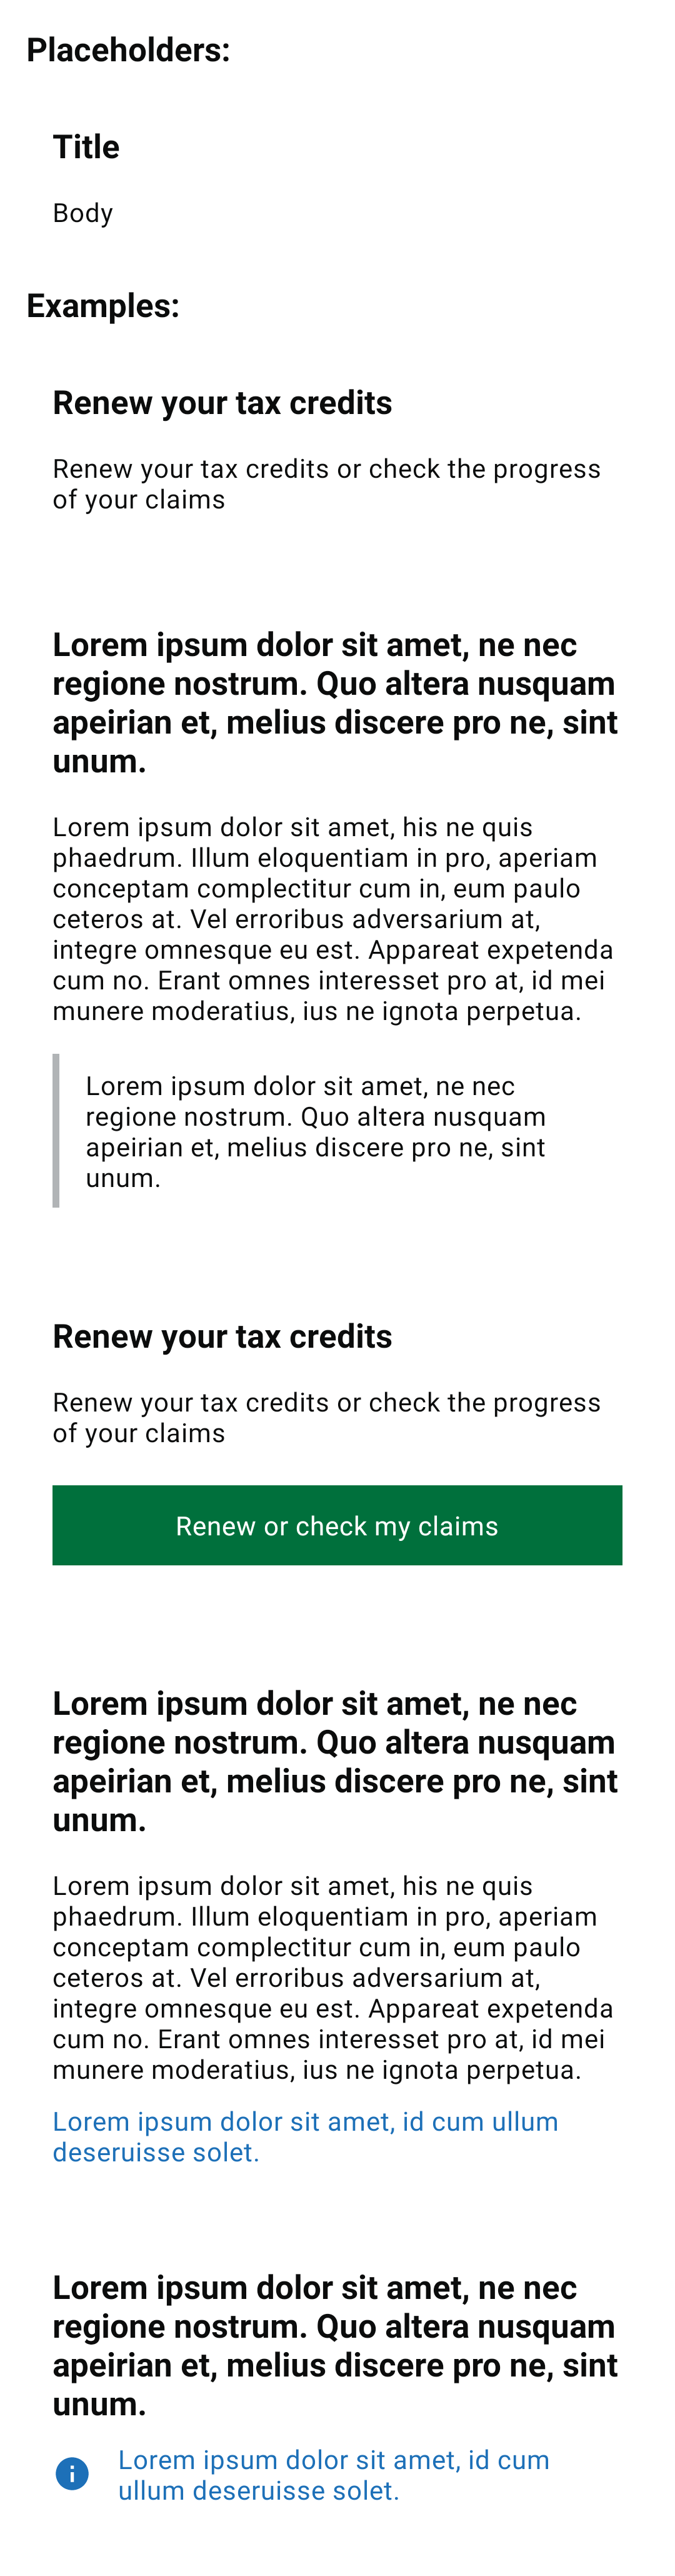 Placeholders:
Title
Body
Examples:
Renew your tax credits
Renew your tax credits or check the progress
of your claims
Lorem ipsum dolor sit amet, ne nec
regione nostrum. Quo altera nusquam
apeirian et, melius discere pro ne, sint
unum.
Lorem ipsum dolor sit amet, his ne quis
phaedrum. Illum eloquentiam in pro, aperiam
conceptam complectitur cum in, eum paulo
ceteros at. Vel erroribus adversarium at,
integre omnesque eu est. Appareat expetenda
cum no. Erant omnes interesset pro at, id mei
munere moderatius, ius ne ignota perpetua.
Lorem ipsum dolor sit amet, ne nec
regione nostrum. Quo altera nusquam
apeirian et, melius discere pro ne, sint
unum.
Renew your tax credits
Renew your tax credits or check the progress
of your claims
Renew or check my claims
Lorem ipsum dolor sit amet, ne nec
regione nostrum. Quo altera nusquam
apeirian et, melius discere pro ne, sint
unum.
Lorem ipsum dolor sit amet, his ne quis
phaedrum. Illum eloquentiam in pro, aperiam
conceptam complectitur cum in, eum paulo
ceteros at. Vel erroribus adversarium at,
integre omnesque eu est. Appareat expetenda
cum no. Erant omnes interesset pro at, id mei
munere moderatius, ius ne ignota perpetua.
Lorem ipsum dolor sit amet, id cum ullum
deseruisse solet.
Lorem ipsum dolor sit amet, ne nec
regione nostrum. Quo altera nusquam
apeirian et, melius discere pro ne, sint
unum.
Lorem ipsum dolor sit amet, id cum
ullum deseruisse solet.